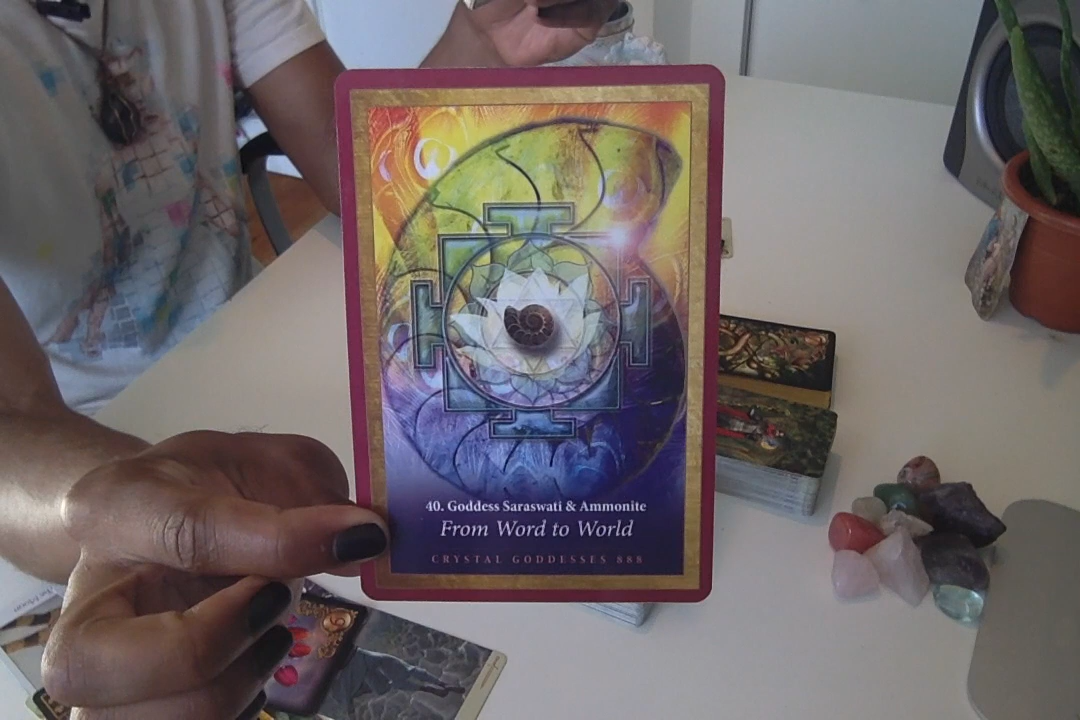 40. Goddess Saraswati & Ammonite
From Word to World
CRYSTAL GODDESSES 888